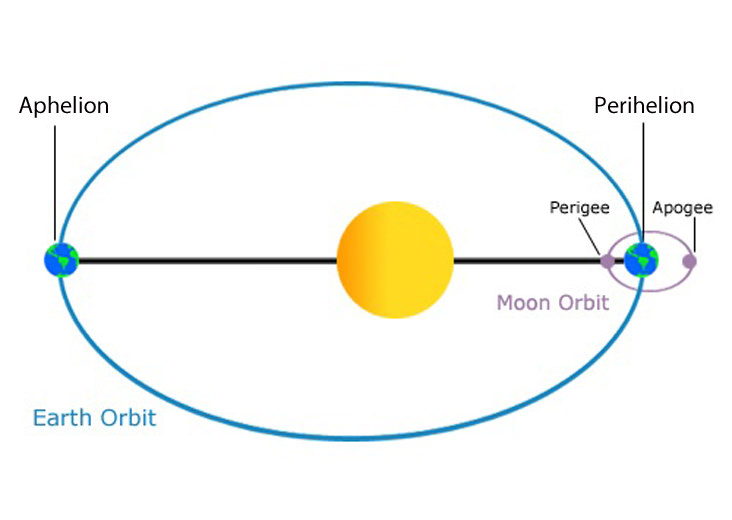 Aphelion
Perihelion
Perigee
Apogee
Moon Orbit
Earth Orbit